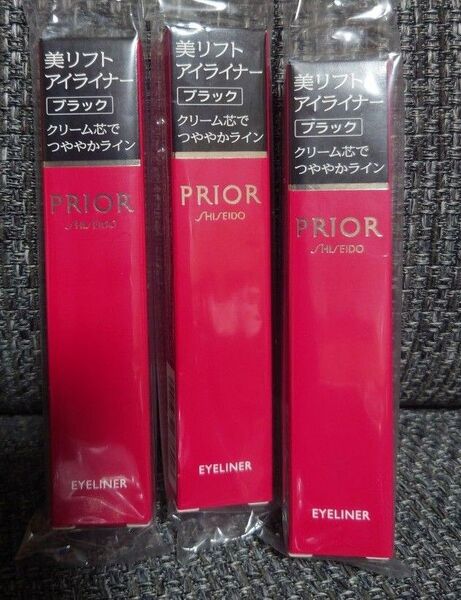 美リフト
アイライナー
ブラック
クリーム芯で
つややかライン
PRIOR
SHISEIDO
EYELINER
美リフト
アイライナー
ブラック
クリーム芯で
つややかライン
PRIOR
SHISEIDO
EYELINER
美リフト
アイライナー
ブラック
クリーム芯で
つややかライン
PRIOR
SHISEIDO
EYELINER